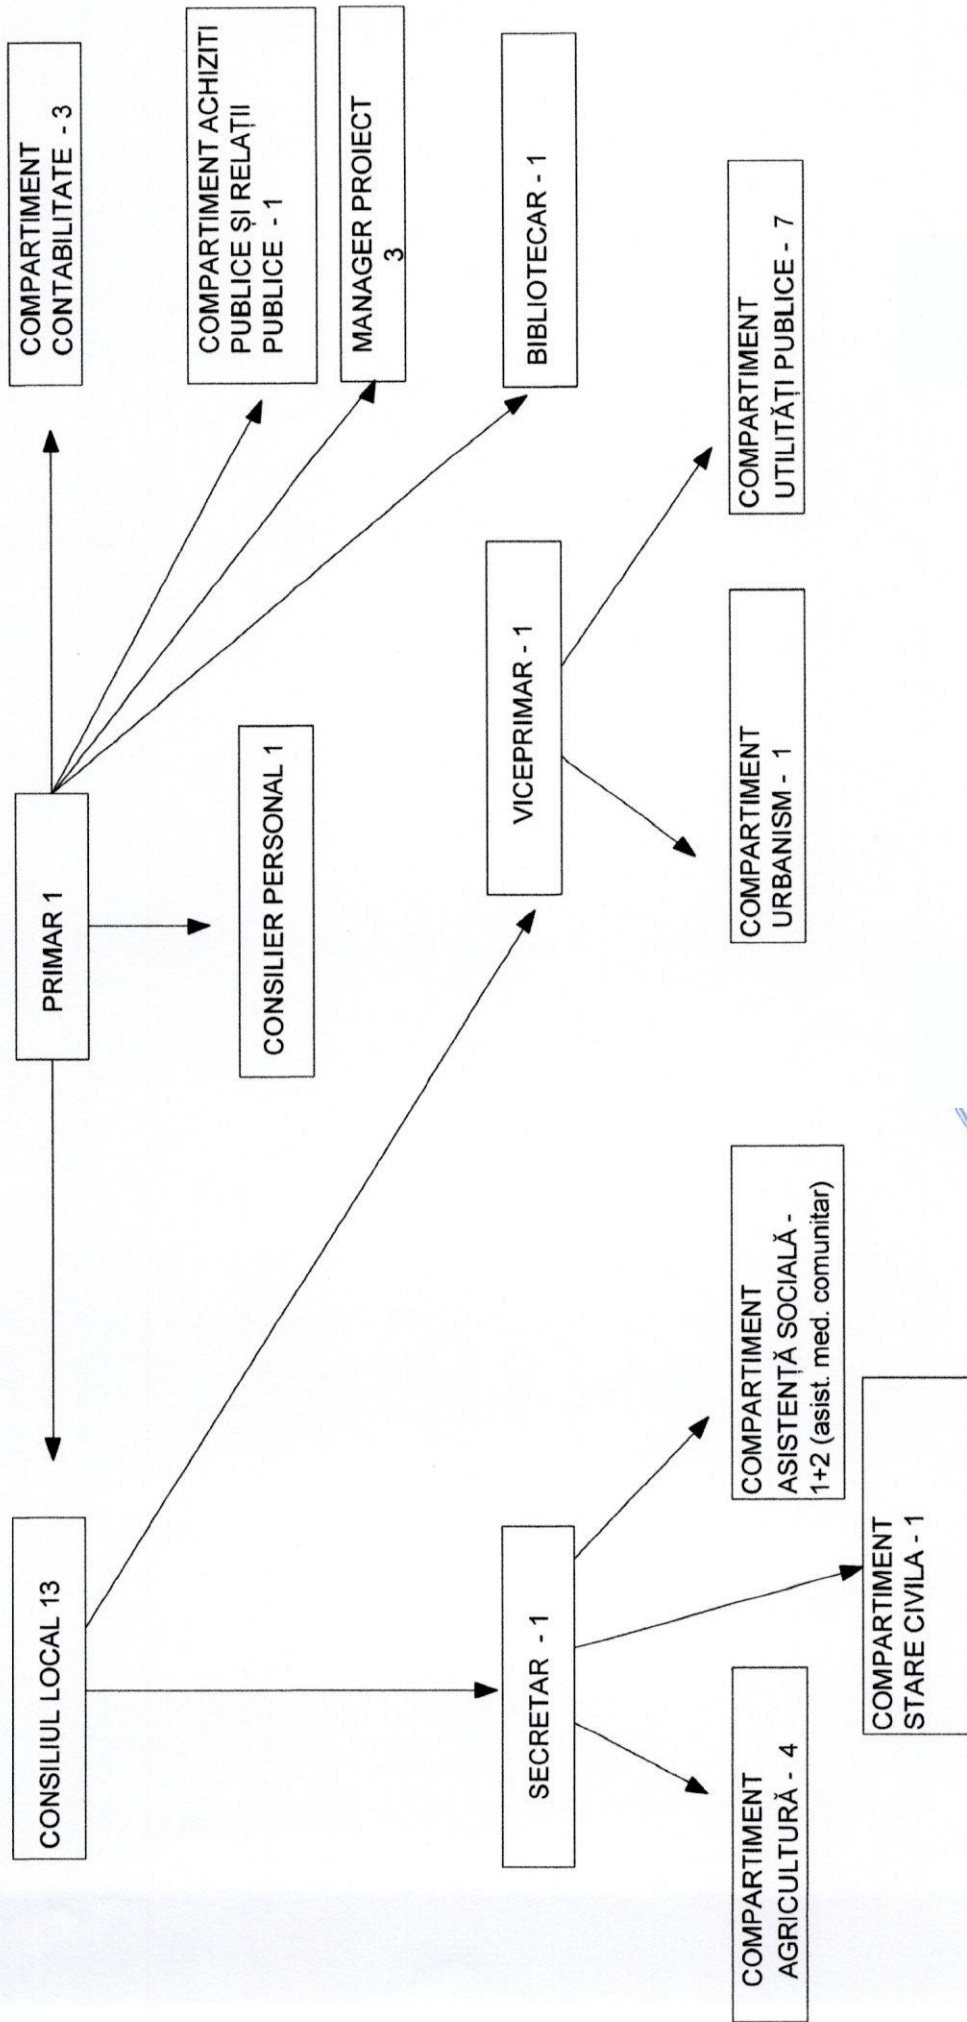 CONSILIUL LOCAL 13
PRIMAR 1
COMPARTIMENT
CONTABILITATE - 3
COMPARTIMENT ACHIZITI
PUBLICE ȘI RELAȚII
PUBLICE - 1
MANAGER PROIECT
3
CONSILIER PERSONAL 1
BIBLIOTECAR - 1
SECRETAR - 1
VICEPRIMAR - 1
COMPARTIMENT
AGRICULTURĂ - 4
COMPARTIMENT
ASISTENȚĂ SOCIALĂ -
1+2 (asist. med. comunitar)
COMPARTIMENT
URBANISM - 1
COMPARTIMENT
UTILITĂȚI PUBLICE - 7
COMPARTIMENT
STARE CIVILA - 1